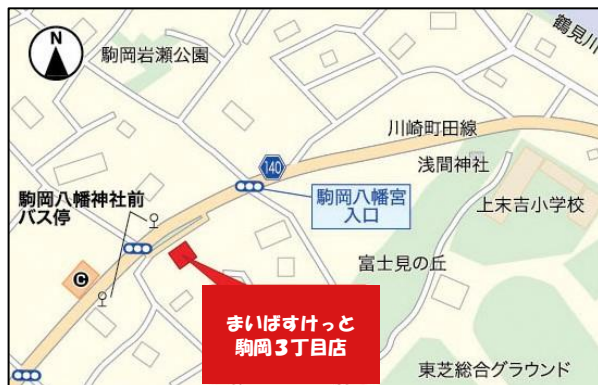 N
駒岡岩瀬公園
鶴見川
川崎町田線
140
浅間神社
駒岡八幡宮
入口
上末吉小学校
駒岡八幡神社前
バス停
富士見の丘
C
まいばすけっと
駒岡3丁目店
東芝総合グラウンド